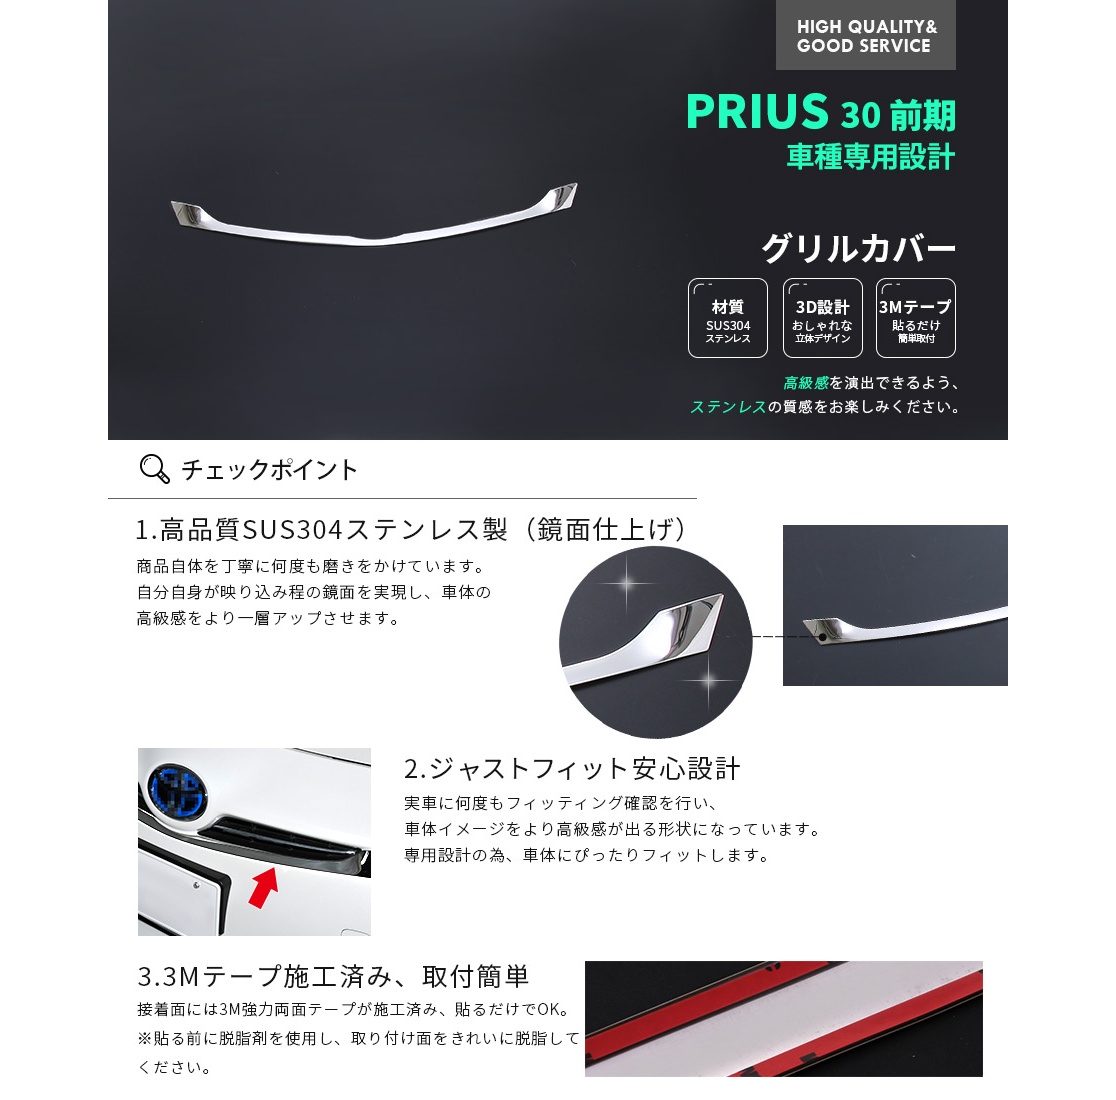 HIGH QUALITY&
GOOD SERVICE
PRIUS 30 前期
車種専用設計
グリルカバー
材質
SUS304
ステンレス
3D設計
おしゃれな
立体デザイン
3Mテープ
貼るだけ
簡単取付
高級感を演出できるよう、
ステンレスの質感をお楽しみください。
チェックポイント
1.高品質SUS304ステンレス製（鏡面仕上げ）
商品自体を丁寧に何度も磨きをかけています。
自分自身が映り込み程の鏡面を実現し、車体の
高級感をより一層アップさせます。
2.ジャストフィット安心設計
実車に何度もフィッティング確認を行い、
車体イメージをより高級感が出る形状になっています。
専用設計の為、車体にぴったりフィットします。
3.3Mテープ施工済み、取付簡単
接着面には3M強力両面テープが施工済み、貼るだけでOK。
※貼る前に脱脂剤を使用し、取り付け面をきれいに脱脂して
ください。